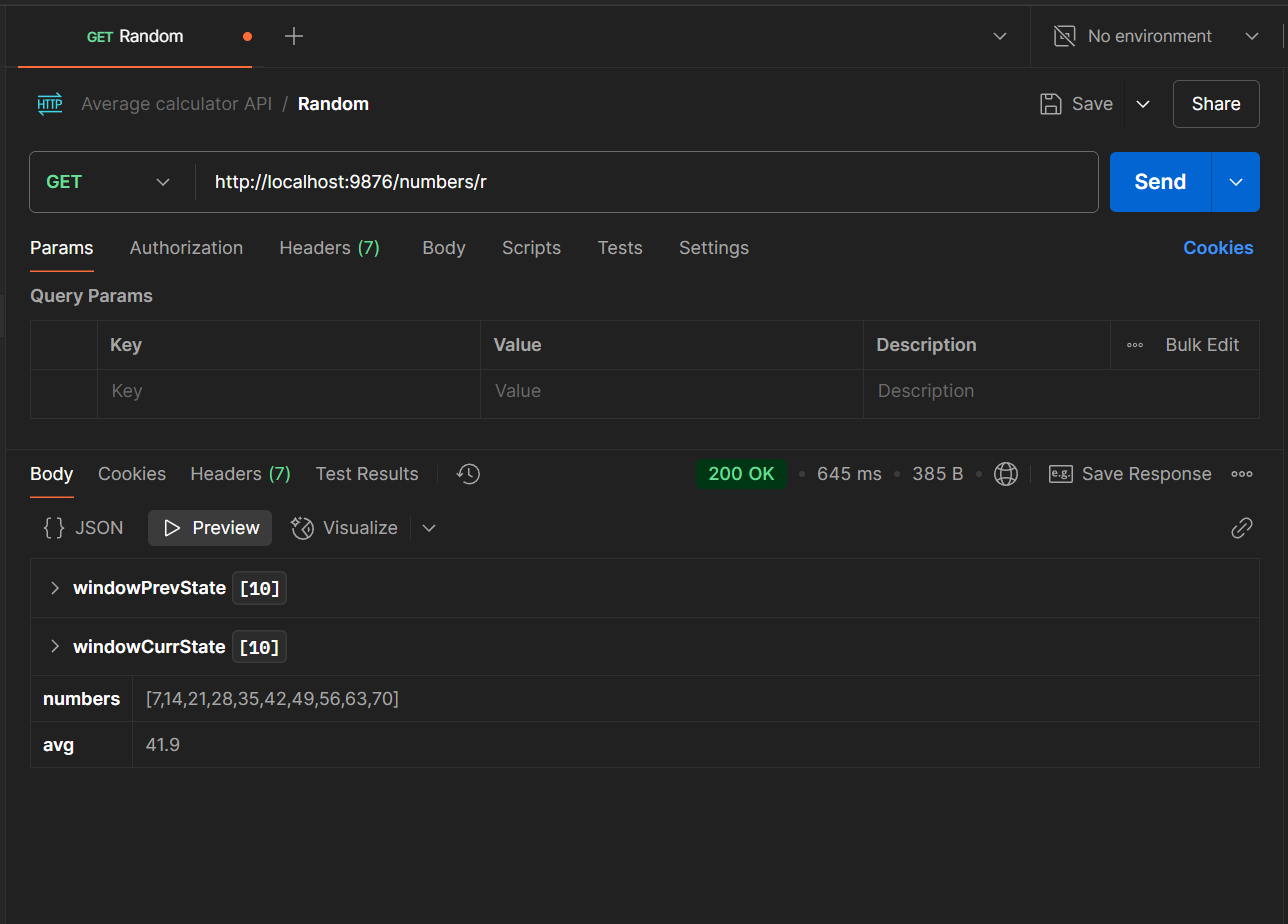 GET Random
No environment
HTTP Average calculator API / Random Save Share
GET http://localhost:9876/numbers/r Send
Params Authorization Headers (7) Body Scripts Tests Settings Cookies
Query Params
Key Value Description Bulk Edit
Key Value Description
Body Cookies Headers (7) Test Results 200 OK • 645 ms • 385 B • e.g. Save Response
{} JSON Preview Visualize
windowPrevState [10]
windowCurrState [10]
numbers [7,14,21,28,35,42,49,56,63,70]
avg 41.9